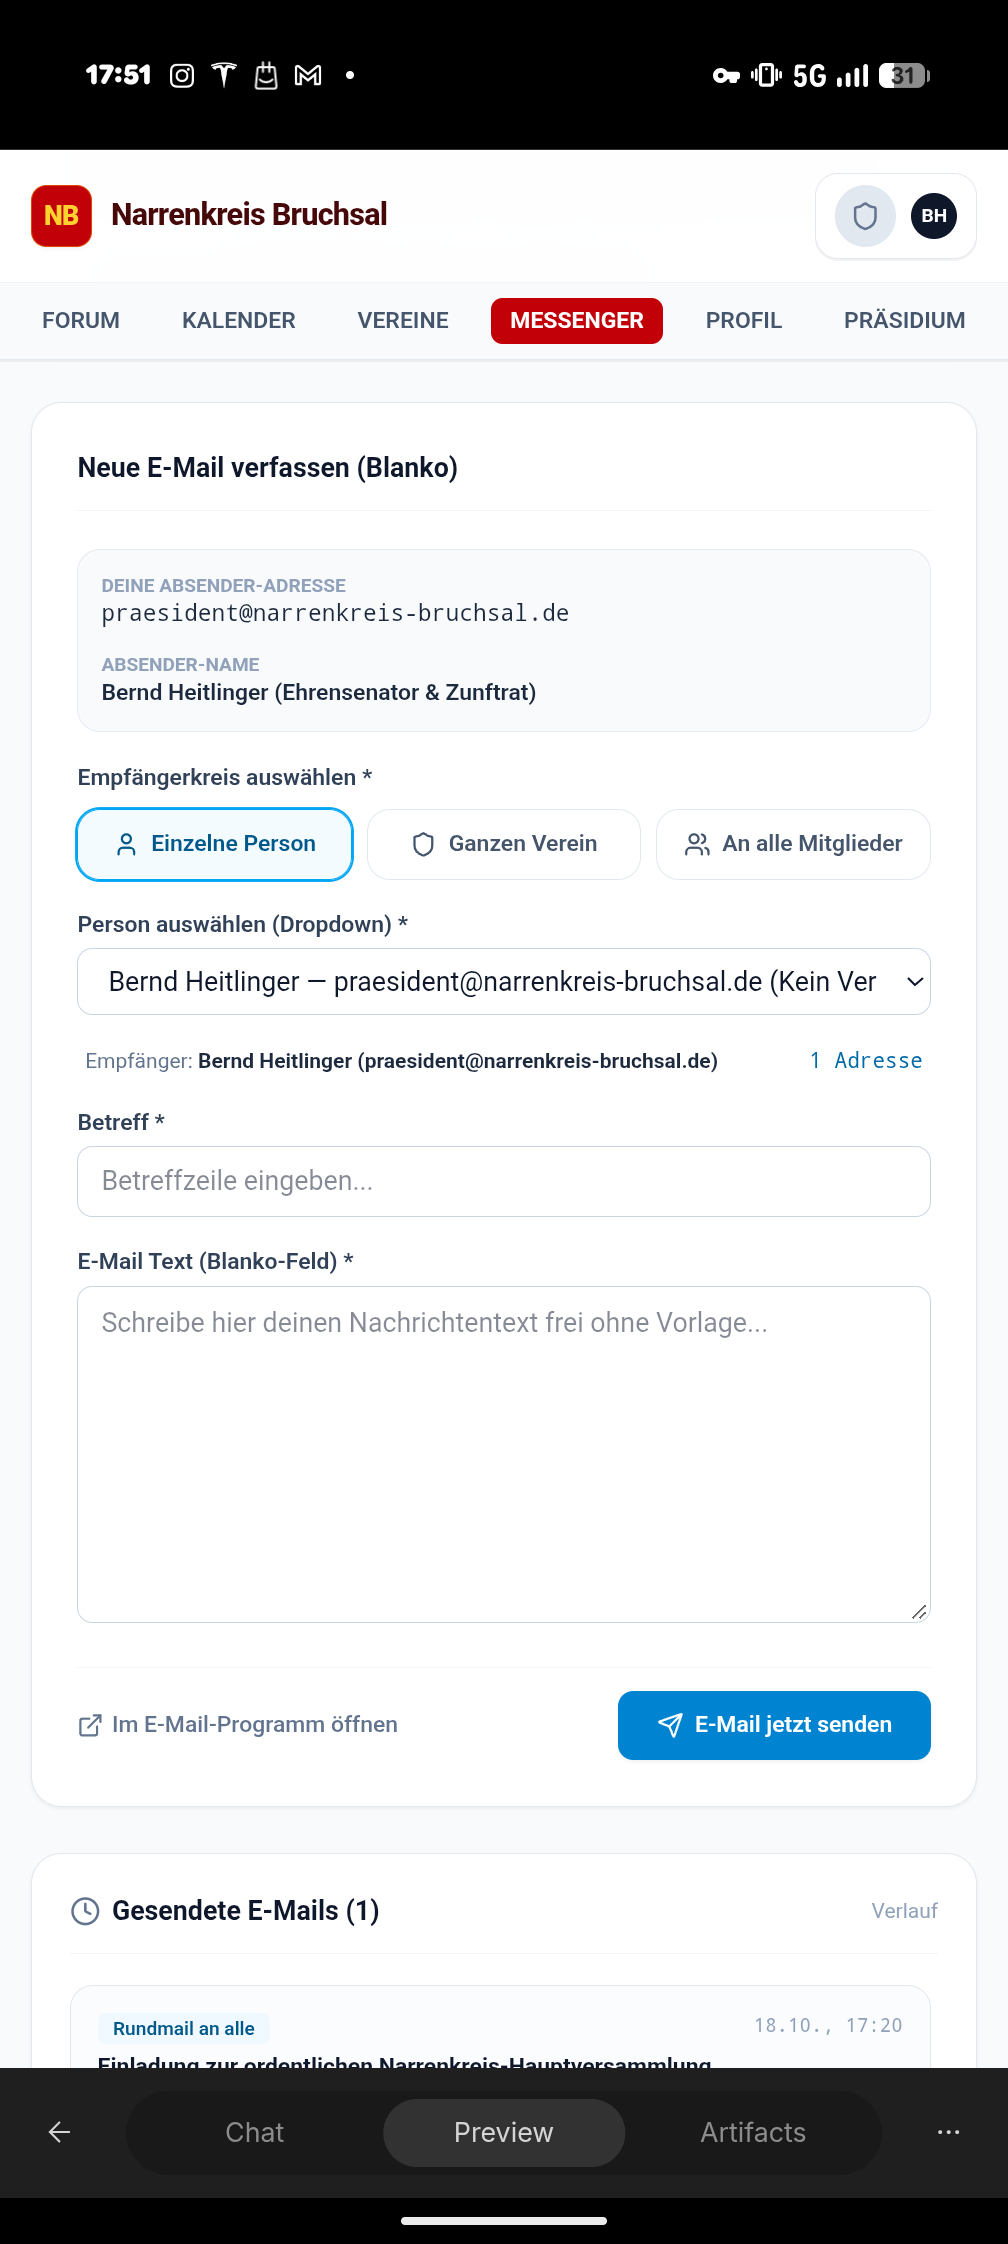 17:51
5G
31
NB
Narrenkreis Bruchsal
BH
FORUM
KALENDER
VEREINE
MESSENGER
PROFIL
PRÄSIDIUM
Neue E-Mail verfassen (Blanko)
DEINE ABSENDER-ADRESSE
praesident@narrenkreis-bruchsal.de
ABSENDER-NAME
Bernd Heitlinger (Ehrensenator & Zunftrat)
Empfängerkreis auswählen *
Einzelne Person
Ganzen Verein
An alle Mitglieder
Person auswählen (Dropdown) *
Bernd Heitlinger — praesident@narrenkreis-bruchsal.de (Kein Ver
Empfänger: Bernd Heitlinger (praesident@narrenkreis-bruchsal.de)
1 Adresse
Betreff *
Betreffzeile eingeben...
E-Mail Text (Blanko-Feld) *
Schreibe hier deinen Nachrichtentext frei ohne Vorlage...
Im E-Mail-Programm öffnen
E-Mail jetzt senden
Gesendete E-Mails (1)
Verlauf
Rundmail an alle
18.10., 17:20
Einladung zur ordentlichen Narrenkreis-Hauptversammlung
Chat
Preview
Artifacts